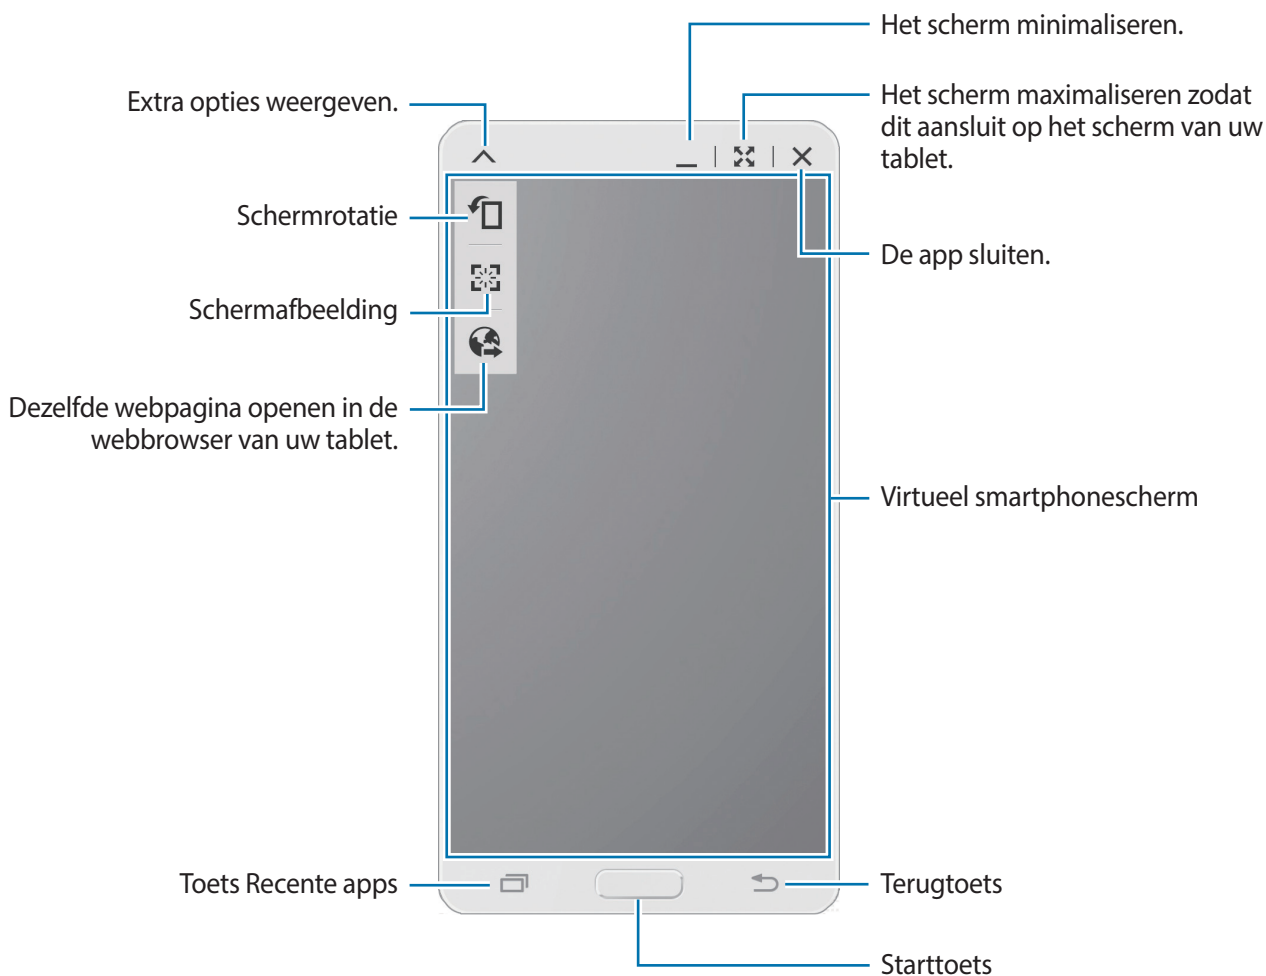 Het scherm minimaliseren.
Extra opties weergeven.
Het scherm maximaliseren zodat
dit aansluit op het scherm van uw
tablet.
Schermrotatie
De app sluiten.
Schermafbeelding
Dezelfde webpagina openen in de
webbrowser van uw tablet.
Virtueel smartphonescherm
Toets Recente apps
Terugtoets
Starttoets